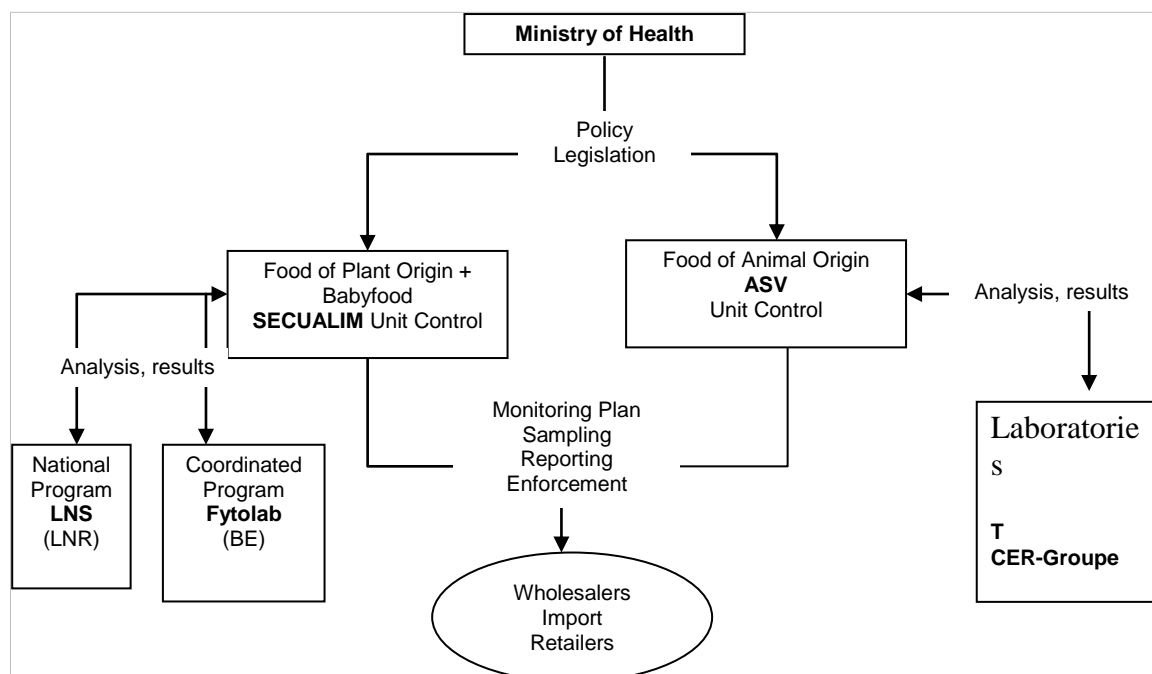 Ministry of Health
Policy
Legislation
Food of Plant Origin +
Babyfood
SECUALIM Unit Control
Food of Animal Origin
ASV
Unit Control
Analysis, results
Analysis, results
Monitoring Plan
Sampling
Reporting
Enforcement
National
Program
LNS
(LNR)
Coordinated
Program
Fytolab
(BE)
Laboratorie
s
T
CER-Groupe
Wholesalers
Import
Retailers